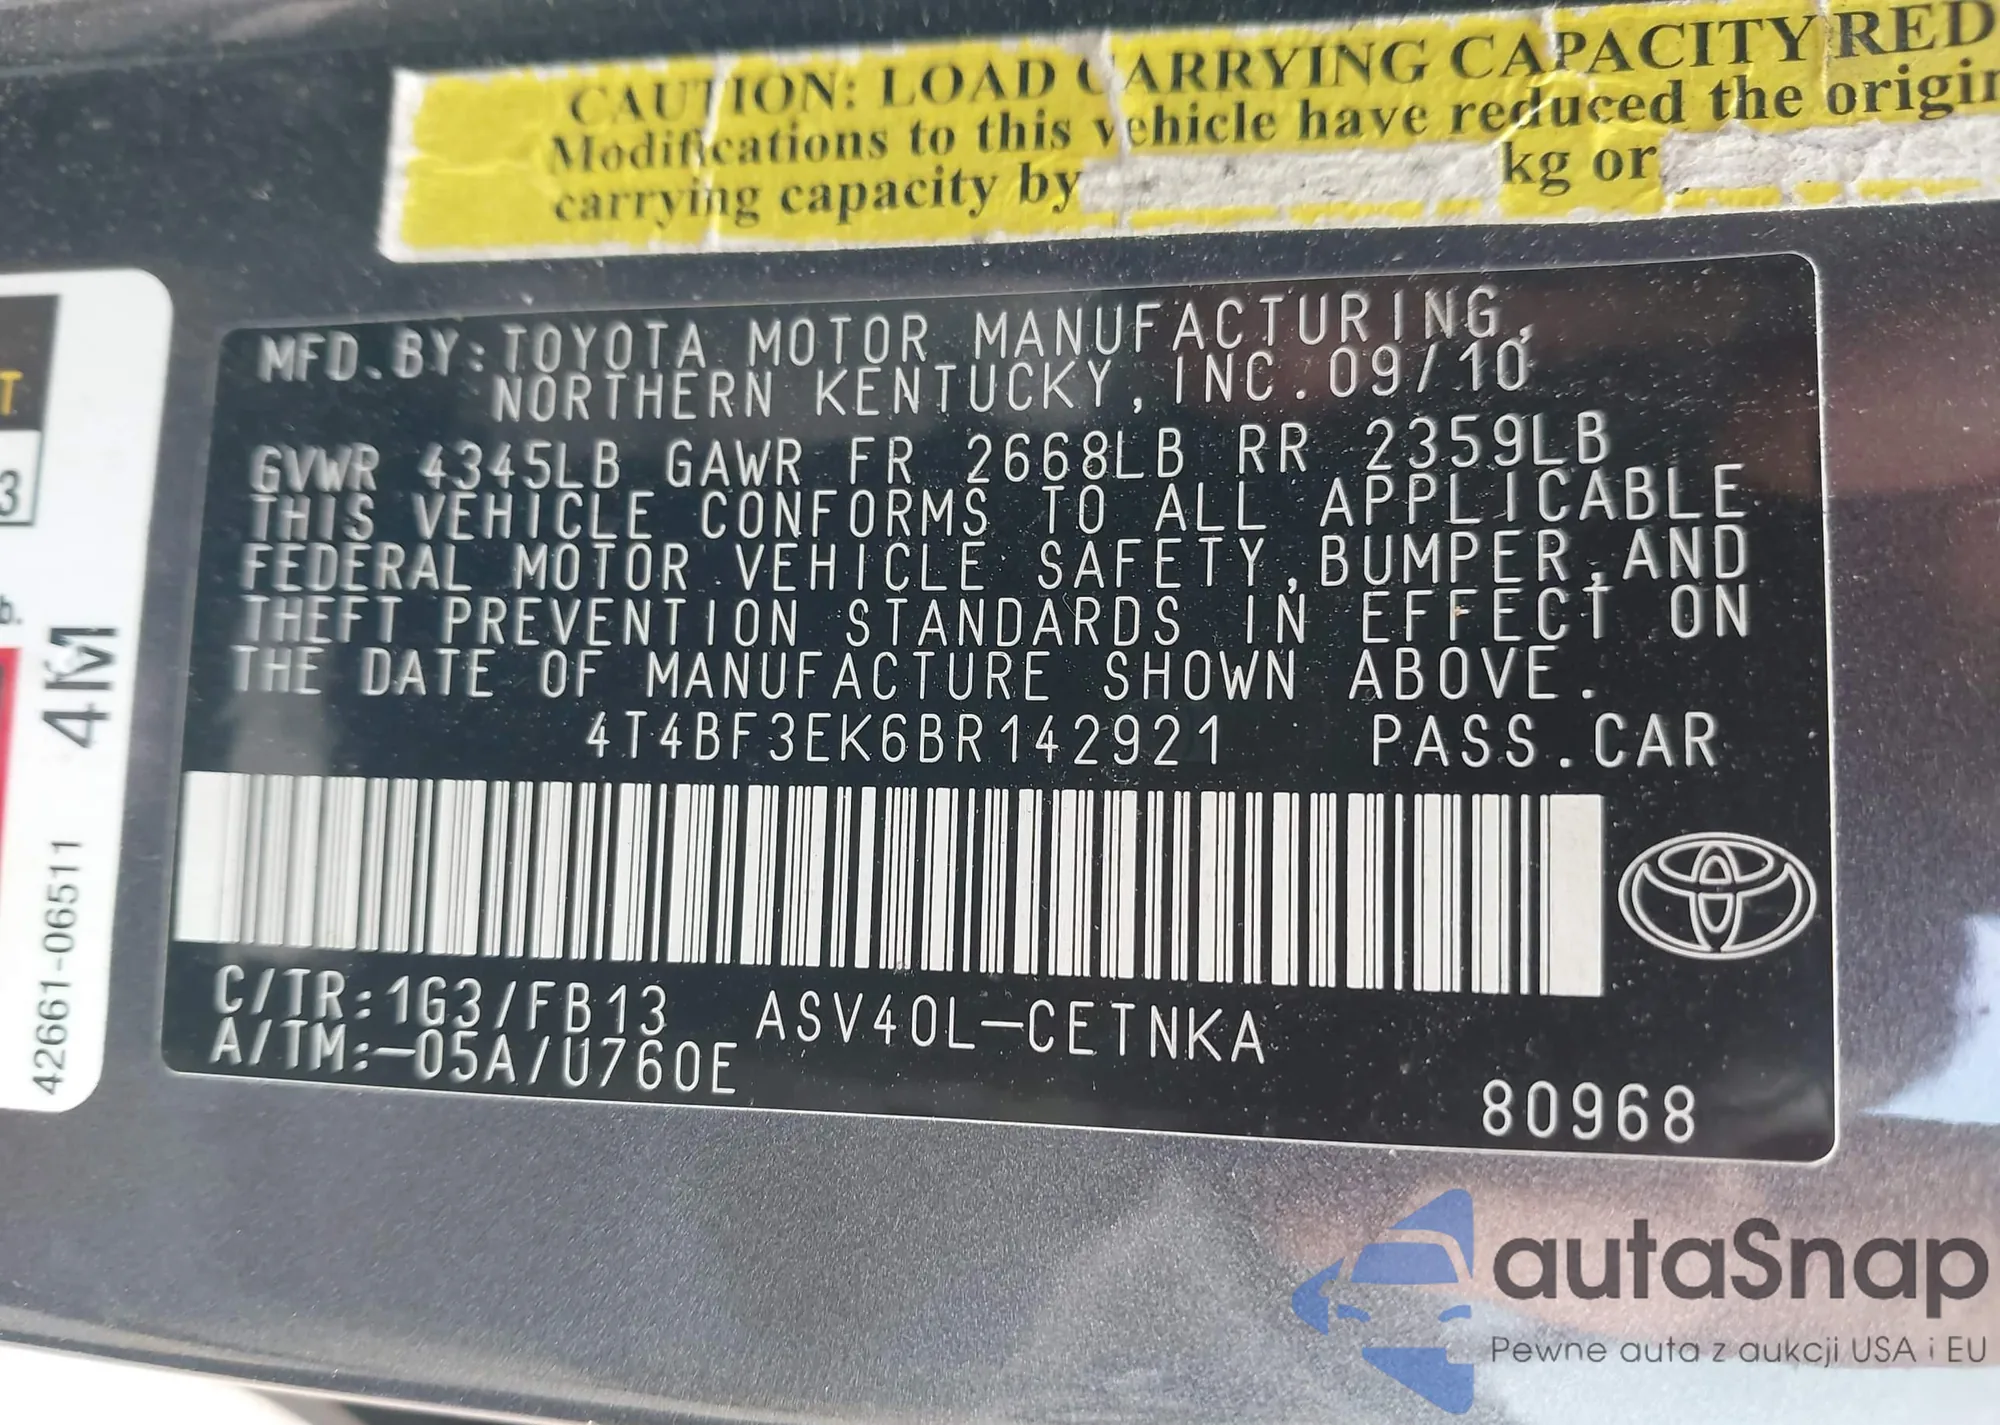 CAUTION: LOAD CARRYING CAPACITY RED
Modifications to this vehicle have reduced the origin
carrying capacity by kg or
T
3
b.
4M
42661-06511
MFD.BY:TOYOTA MOTOR MANUFACTURING,
NORTHERN KENTUCKY, INC.09/10
GVWR 4345LB GAWR FR 2668LB RR 2359LB
THIS VEHICLE CONFORMS TO ALL APPLICABLE
FEDERAL MOTOR VEHICLE SAFETY,BUMPER,AND
THEFT PREVENTION STANDARDS IN EFFECT ON
THE DATE OF MANUFACTURE SHOWN ABOVE.
4T4BF3EK6BR142921 PASS.CAR
C/TR:1G3/FB13 ASV40L-CETNKA
A/TM:-05A/U760E
80968
autaSnap
Pewne auta z aukcji USA i EU